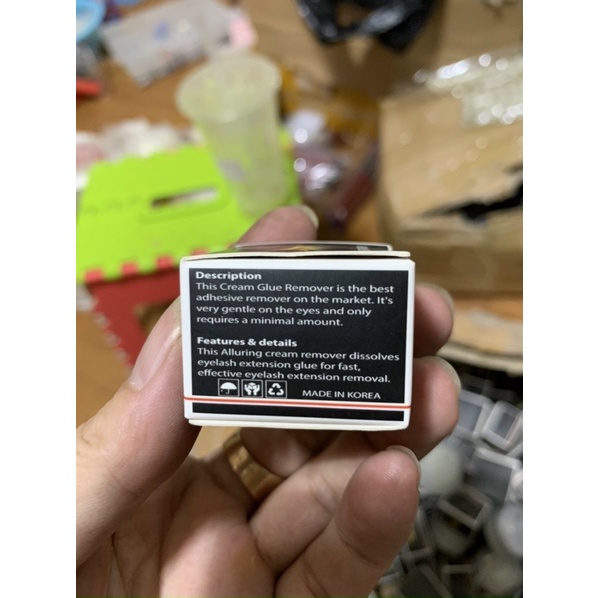 Description
This Cream Glue Remover is the best
adhesive remover on the market. It's
very gentle on the eyes and only
requires a minimal amount.
Features & details
This Alluring cream remover dissolves
eyelash extension glue for fast,
effective eyelash extension removal.
MADE IN KOREA